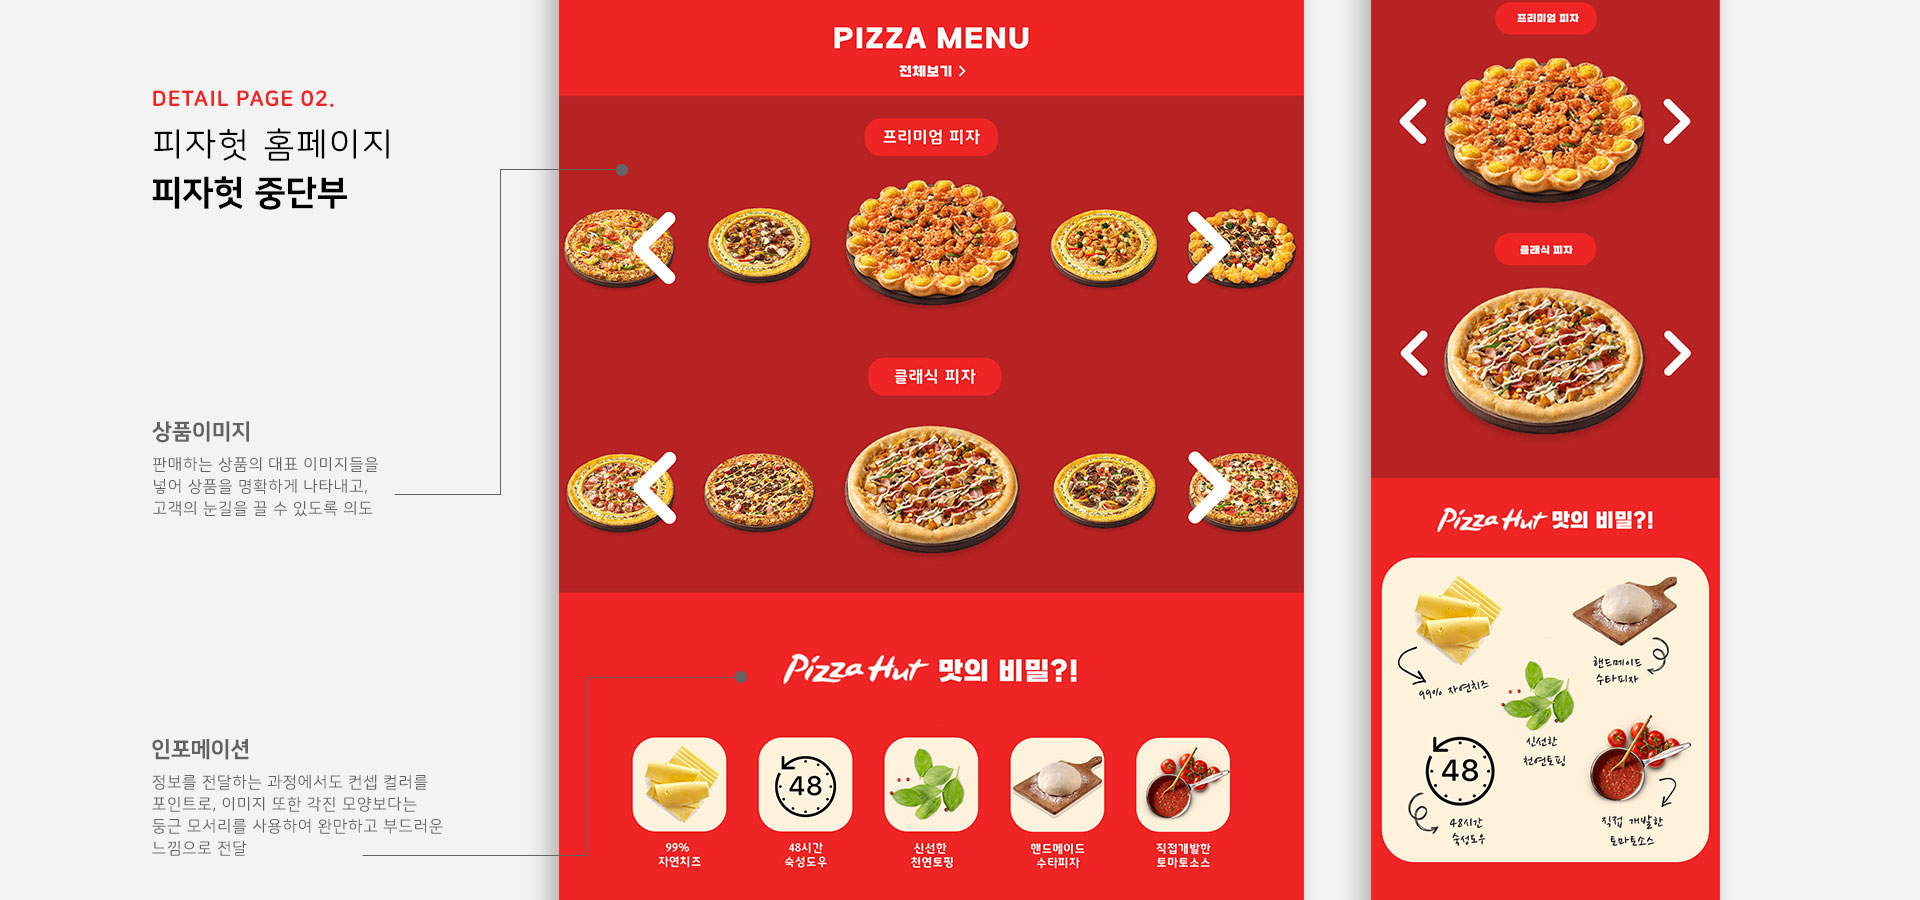 DETAIL PAGE 02.
피자헛 홈페이지
피자헛 중단부
상품이미지
판매하는 상품의 대표 이미지들을
넣어 상품을 명확하게 나타내고,
고객의 눈길을 끌 수 있도록 의도
인포메이션
정보를 전달하는 과정에서도 컨셉 컬러를
포인트로, 이미지 또한 각진 모양보다는
둥근 모서리를 사용하여 완만하고 부드러운
느낌으로 전달
PIZZA MENU
전체보기 >
프리미엄 피자
클래식 피자
Pizza Hut 맛의 비밀?!
48
99%
자연치즈
48시간
숙성도우
신선한
천연토핑
핸드메이드
수타피자
직접개발한
토마토소스
프리미엄 피자
클래식 피자
Pizza Hut 맛의 비밀?!
99% 자연치즈
핸드메이드
수타피자
신선한
천연토핑
48
48시간
숙성도우
직접 개발한
토마토소스